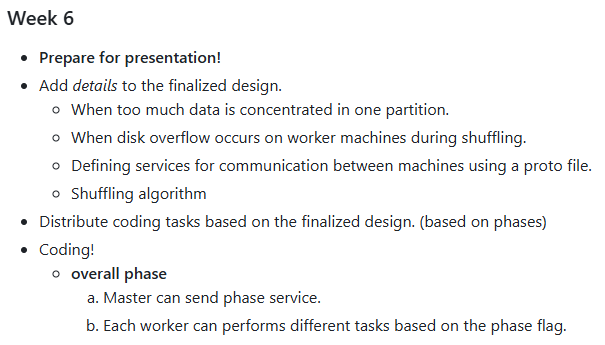 Week 6
• Prepare for presentation!
• Add details to the finalized design.
◦ When too much data is concentrated in one partition.
◦ When disk overflow occurs on worker machines during shuffling.
◦ Defining services for communication between machines using a proto file.
◦ Shuffling algorithm
• Distribute coding tasks based on the finalized design. (based on phases)
• Coding!
◦ overall phase
a. Master can send phase service.
b. Each worker can performs different tasks based on the phase flag.